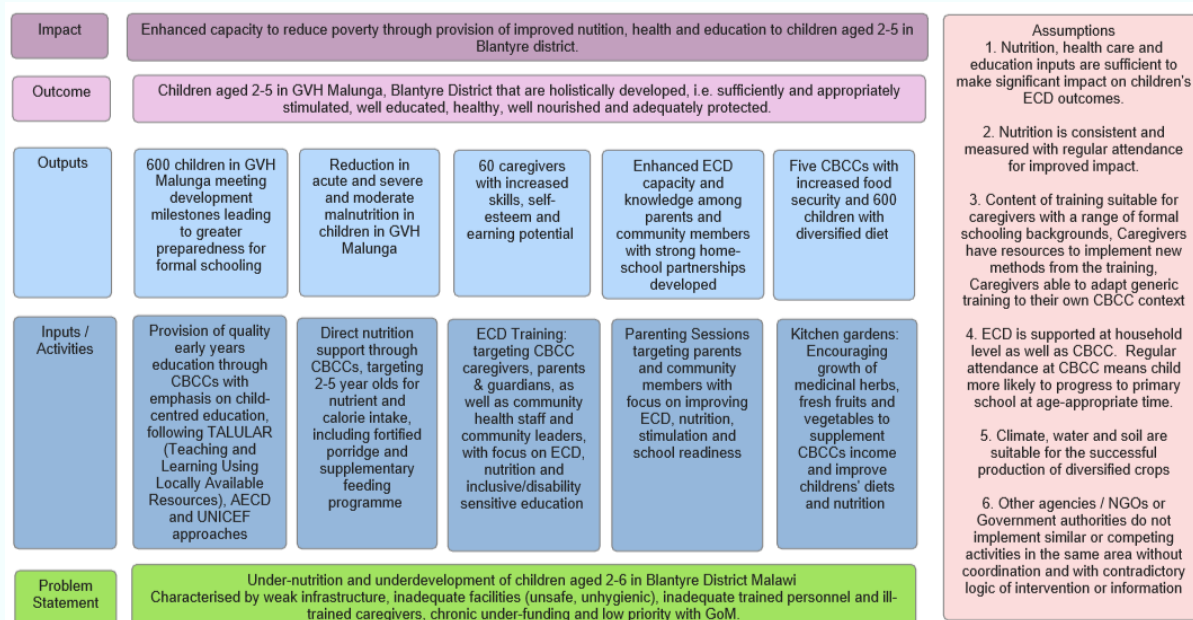 Impact
Enhanced capacity to reduce poverty through provision of improved nutition, health and education to children aged 2-5 in
Blantyre district.
Outcome
Children aged 2-5 in GVH Malunga, Blantyre District that are holistically developed, i.e. sufficiently and appropriately
stimulated, well educated, healthy, well nourished and adequately protected.
Outputs
600 children in GVH
Malunga meeting
development
milestones leading
to greater
preparedness for
formal schooling
Reduction in
acute and severe
and moderate
malnutrition in
children in GVH
Malunga
60 caregivers
with increased
skills, self-
esteem and
earning potential
Enhanced ECD
capacity and
knowledge among
parents and
community members
with strong home-
school partnerships
developed
Five CBCCs with
increased food
security and 600
children with
diversified diet
Inputs /
Activities
Provision of quality
early years
education through
CBCCs with
emphasis on child-
centred education,
following TALULAR
(Teaching and
Learning Using
Locally Available
Resources), AECD
and UNICEF
approaches
Direct nutrition
support through
CBCCs, targeting
2-5 year olds for
nutrient and
calorie intake,
including fortified
porridge and
supplementary
feeding
programme
ECD Training:
targeting CBCC
caregivers, parents
& guardians, as
well as community
health staff and
community leaders,
with focus on ECD,
nutrition and
inclusive/disability
sensitive education
Parenting Sessions
targeting parents
and community
members with
focus on improving
ECD, nutrition,
stimulation and
school readiness
Kitchen gardens:
Encouraging
growth of
medicinal herbs,
fresh fruits and
vegetables to
supplement
CBCCs income
and improve
childrens' diets
and nutrition
Problem
Statement
Under-nutrition and underdevelopment of children aged 2-6 in Blantyre District Malawi
Characterised by weak infrastructure, inadequate facilities (unsafe, unhygienic), inadequate trained personnel and ill-
trained caregivers, chronic under-funding and low priority with GoM.
Assumptions
1. Nutrition, health care and
education inputs are sufficient to
make significant impact on children's
ECD outcomes.
2. Nutrition is consistent and
measured with regular attendance
for improved impact.
3. Content of training suitable for
caregivers with a range of formal
schooling backgrounds, Caregivers
have resources to implement new
methods from the training,
Caregivers able to adapt generic
training to their own CBCC context
4. ECD is supported at household
level as well as CBCC. Regular
attendance at CBCC means child
more likely to progress to primary
school at age-appropriate time.
5. Climate, water and soil are
suitable for the successful
production of diversified crops
6. Other agencies / NGOs or
Government authorities do not
implement similar or competing
activities in the same area without
coordination and with contradictory
logic of intervention or information